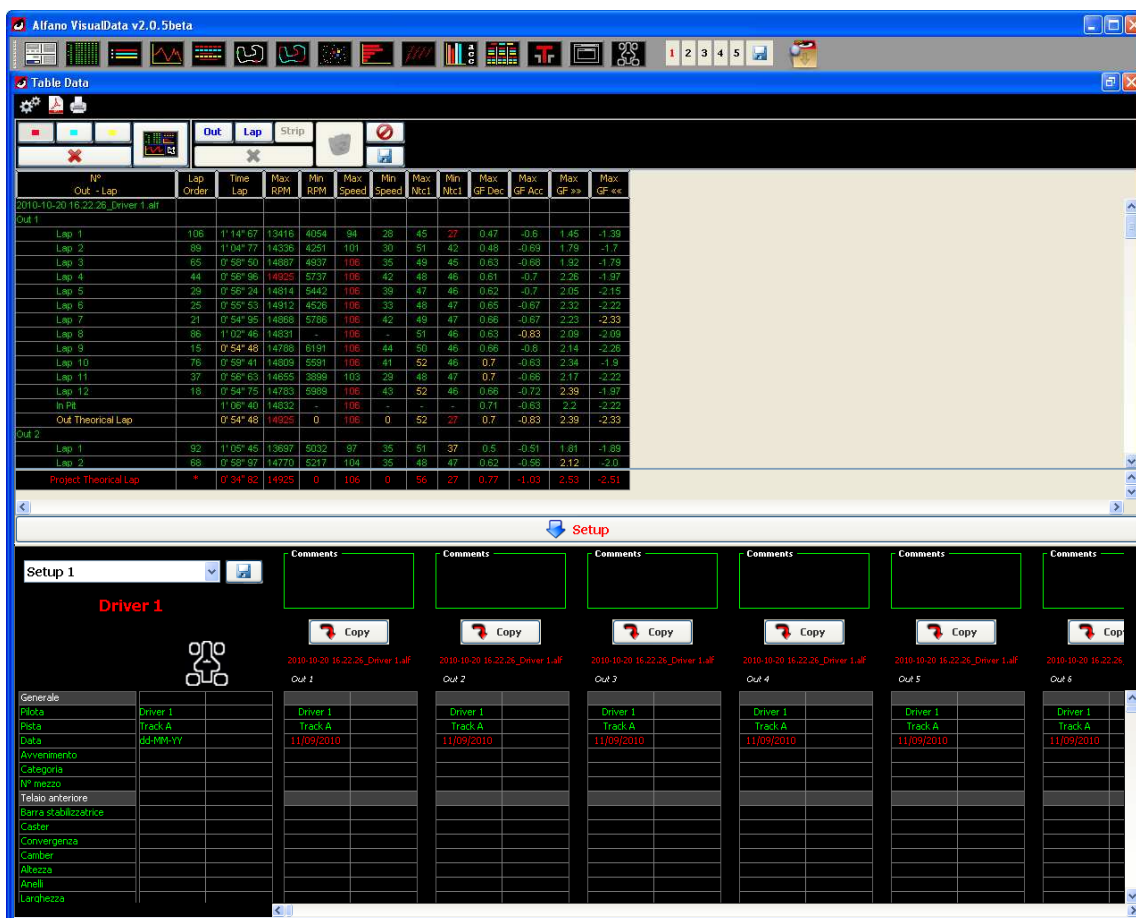 Alfano VisualData v2.0.5beta
1 2 3 4 5
Table Data
Out Lap Strip
N° Out - Lap Lap Order Time Lap Max RPM Min RPM Max Speed Min Speed Max Ntc1 Min Ntc1 Max GF Dec Max GF Acc Max GF »» Max GF ««
2010-10-20 16.22.26_Driver 1.alf
Out 1
Lap 1 106 1' 14" 67 13416 4054 94 28 45 27 0.47 -0.6 1.45 -1.39
Lap 2 89 1' 04" 77 14336 4251 101 30 51 42 0.48 -0.69 1.79 -1.7
Lap 3 65 0' 58" 50 14887 4937 106 35 49 45 0.63 -0.68 1.92 -1.79
Lap 4 44 0' 56" 96 14925 5737 106 42 48 46 0.61 -0.7 2.26 -1.97
Lap 5 29 0' 56" 24 14814 5442 106 39 47 46 0.62 -0.7 2.05 -2.15
Lap 6 25 0' 55" 53 14912 4526 106 33 48 47 0.65 -0.67 2.32 -2.22
Lap 7 21 0' 54" 95 14868 5786 106 42 49 47 0.66 -0.67 2.23 -2.33
Lap 8 86 1' 02" 46 14831 - 106 - 51 46 0.63 -0.83 2.09 -2.09
Lap 9 15 0' 54" 48 14788 6191 106 44 50 46 0.66 -0.8 2.14 -2.26
Lap 10 76 0' 59" 41 14809 5591 106 41 52 46 0.7 -0.63 2.34 -1.9
Lap 11 37 0' 56" 63 14655 3899 103 29 48 47 0.7 -0.66 2.17 -2.22
Lap 12 18 0' 54" 75 14783 5989 106 43 52 46 0.66 -0.72 2.39 -1.97
In Pit 1' 06" 40 14832 - 106 - - - 0.71 -0.63 2.2 -2.22
Out Theorical Lap 0' 54" 48 14925 0 106 0 52 27 0.7 -0.83 2.39 -2.33
Out 2
Lap 1 92 1' 05" 45 13697 5032 97 35 51 37 0.5 -0.51 1.81 -1.89
Lap 2 68 0' 58" 97 14770 5217 104 35 48 47 0.62 -0.56 2.12 -2.0
Project Theorical Lap * 0' 34" 82 14925 0 106 0 56 27 0.77 -1.03 2.53 -2.51
Setup
Comments Comments Comments Comments Comments Comments
Setup 1
Driver 1
Copy Copy Copy Copy Copy Cop
2010-10-20 16.22.26_Driver 1.alf 2010-10-20 16.22.26_Driver 1.alf 2010-10-20 16.22.26_Driver 1.alf 2010-10-20 16.22.26_Driver 1.alf 2010-10-20 16.22.26_Driver 1.alf 2010-10-20 16.22.26
Out 1 Out 2 Out 3 Out 4 Out 5 Out 6
Generale
Pilota Driver 1 Driver 1 Driver 1 Driver 1 Driver 1 Driver 1 Driver 1
Pista Track A Track A Track A Track A Track A Track A Track A
Data dd-MM-YY 11/09/2010 11/09/2010 11/09/2010 11/09/2010 11/09/2010 11/09/2010
Avvenimento
Categoria
N° mezzo
Telaio anteriore
Barra stabilizzatrice
Caster
Convergenza
Camber
Altezza
Anelli
Larghezza